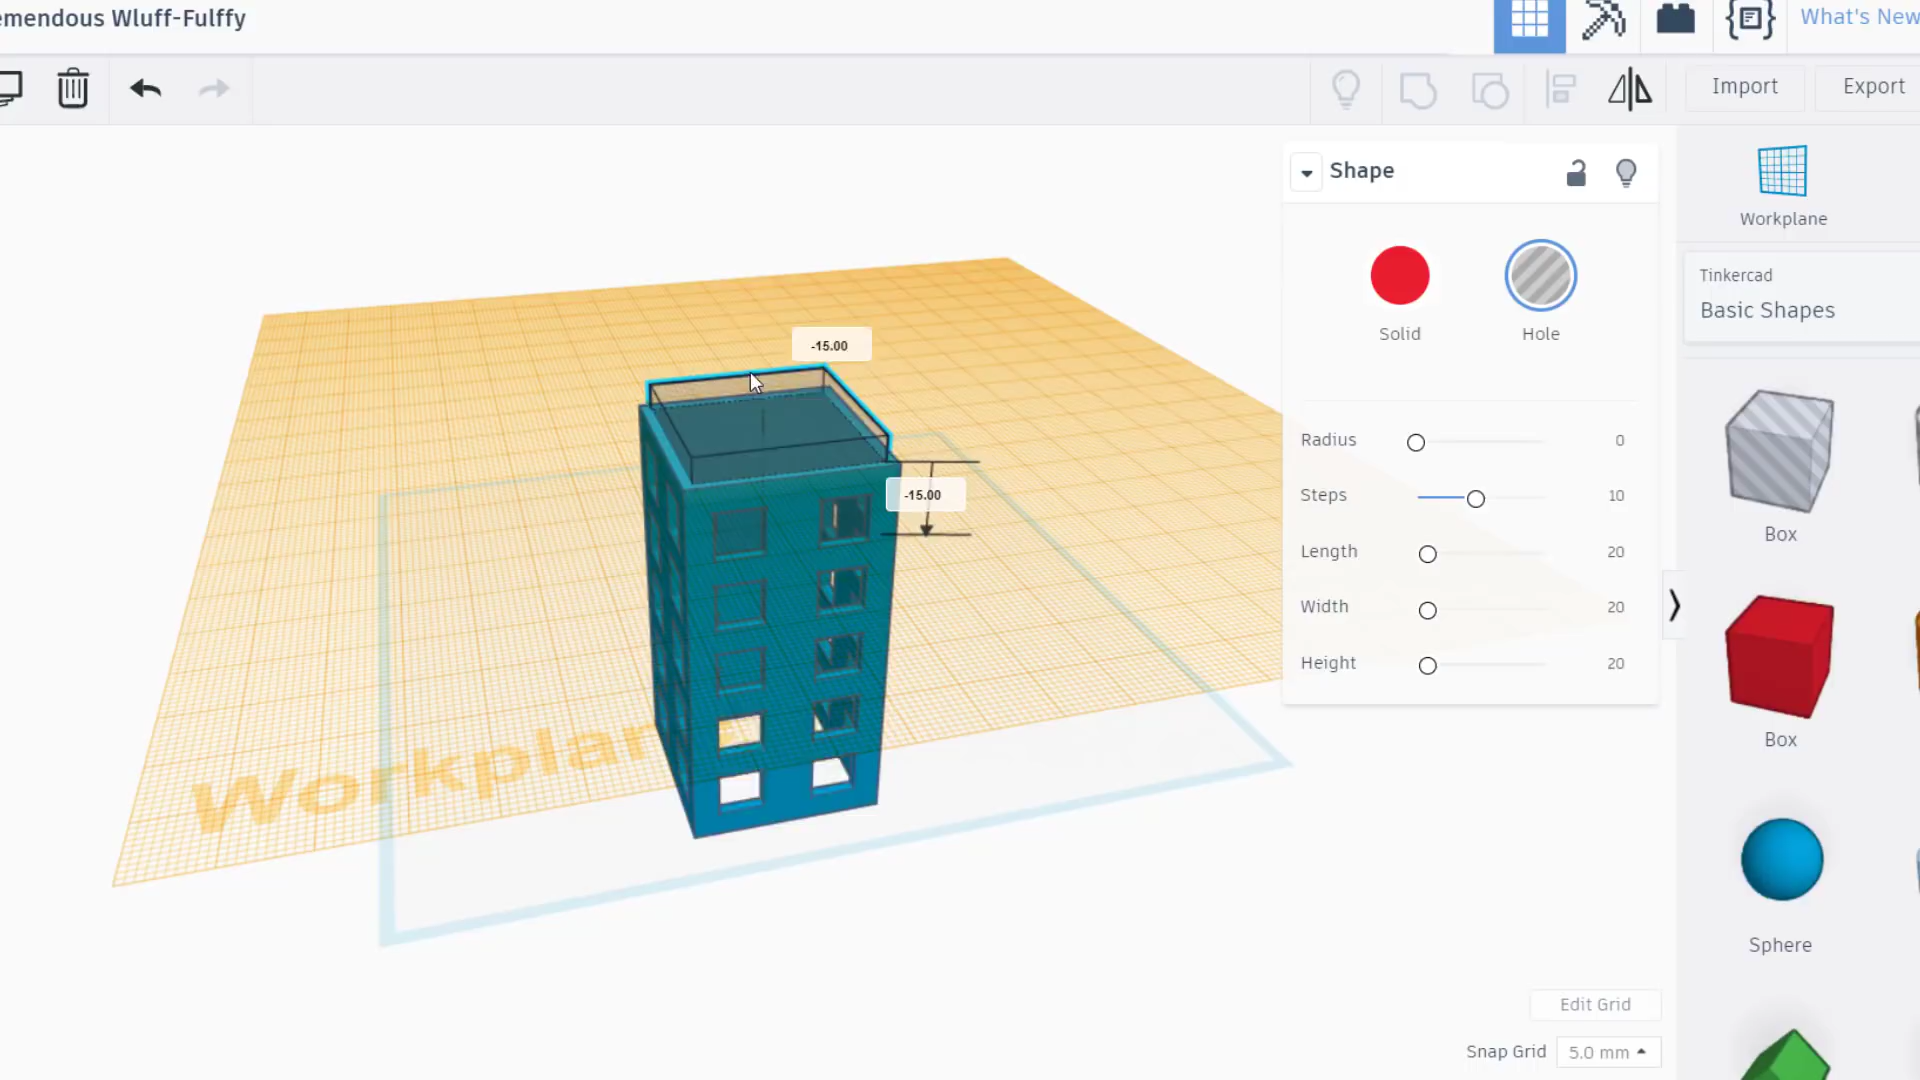 emendous Wluff-Fulffy
What's New
Import
Export
Shape
Solid
Hole
Radius 0
Steps 10
Length 20
Width 20
Height 20
-15.00
-15.00
Workplan
Workplane
Tinkercad
Basic Shapes
Box
Box
Sphere
Edit Grid
Snap Grid 5.0 mm